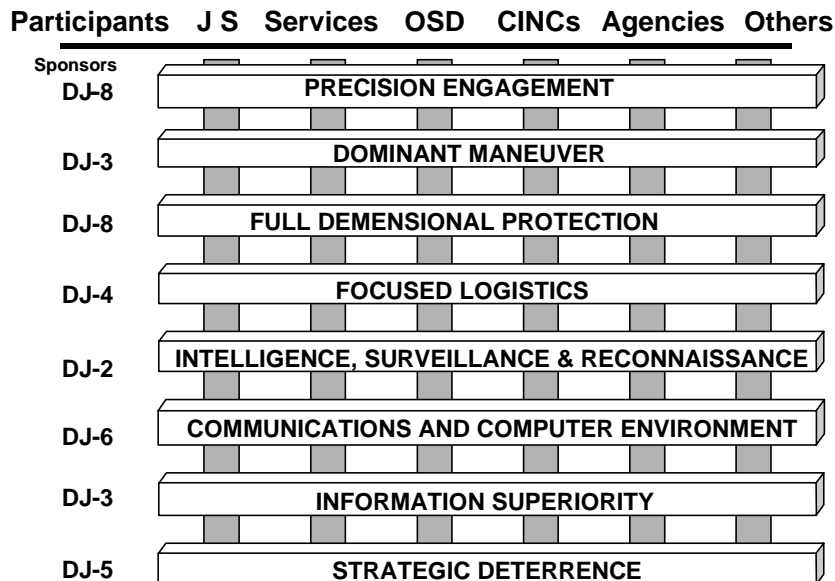 Participants J S Services OSD CINCs Agencies Others
Sponsors
DJ-8 PRECISION ENGAGEMENT
DJ-3 DOMINANT MANEUVER
DJ-8 FULL DEMENSIONAL PROTECTION
DJ-4 FOCUSED LOGISTICS
DJ-2 INTELLIGENCE, SURVEILLANCE & RECONNAISSANCE
DJ-6 COMMUNICATIONS AND COMPUTER ENVIRONMENT
DJ-3 INFORMATION SUPERIORITY
DJ-5 STRATEGIC DETERRENCE